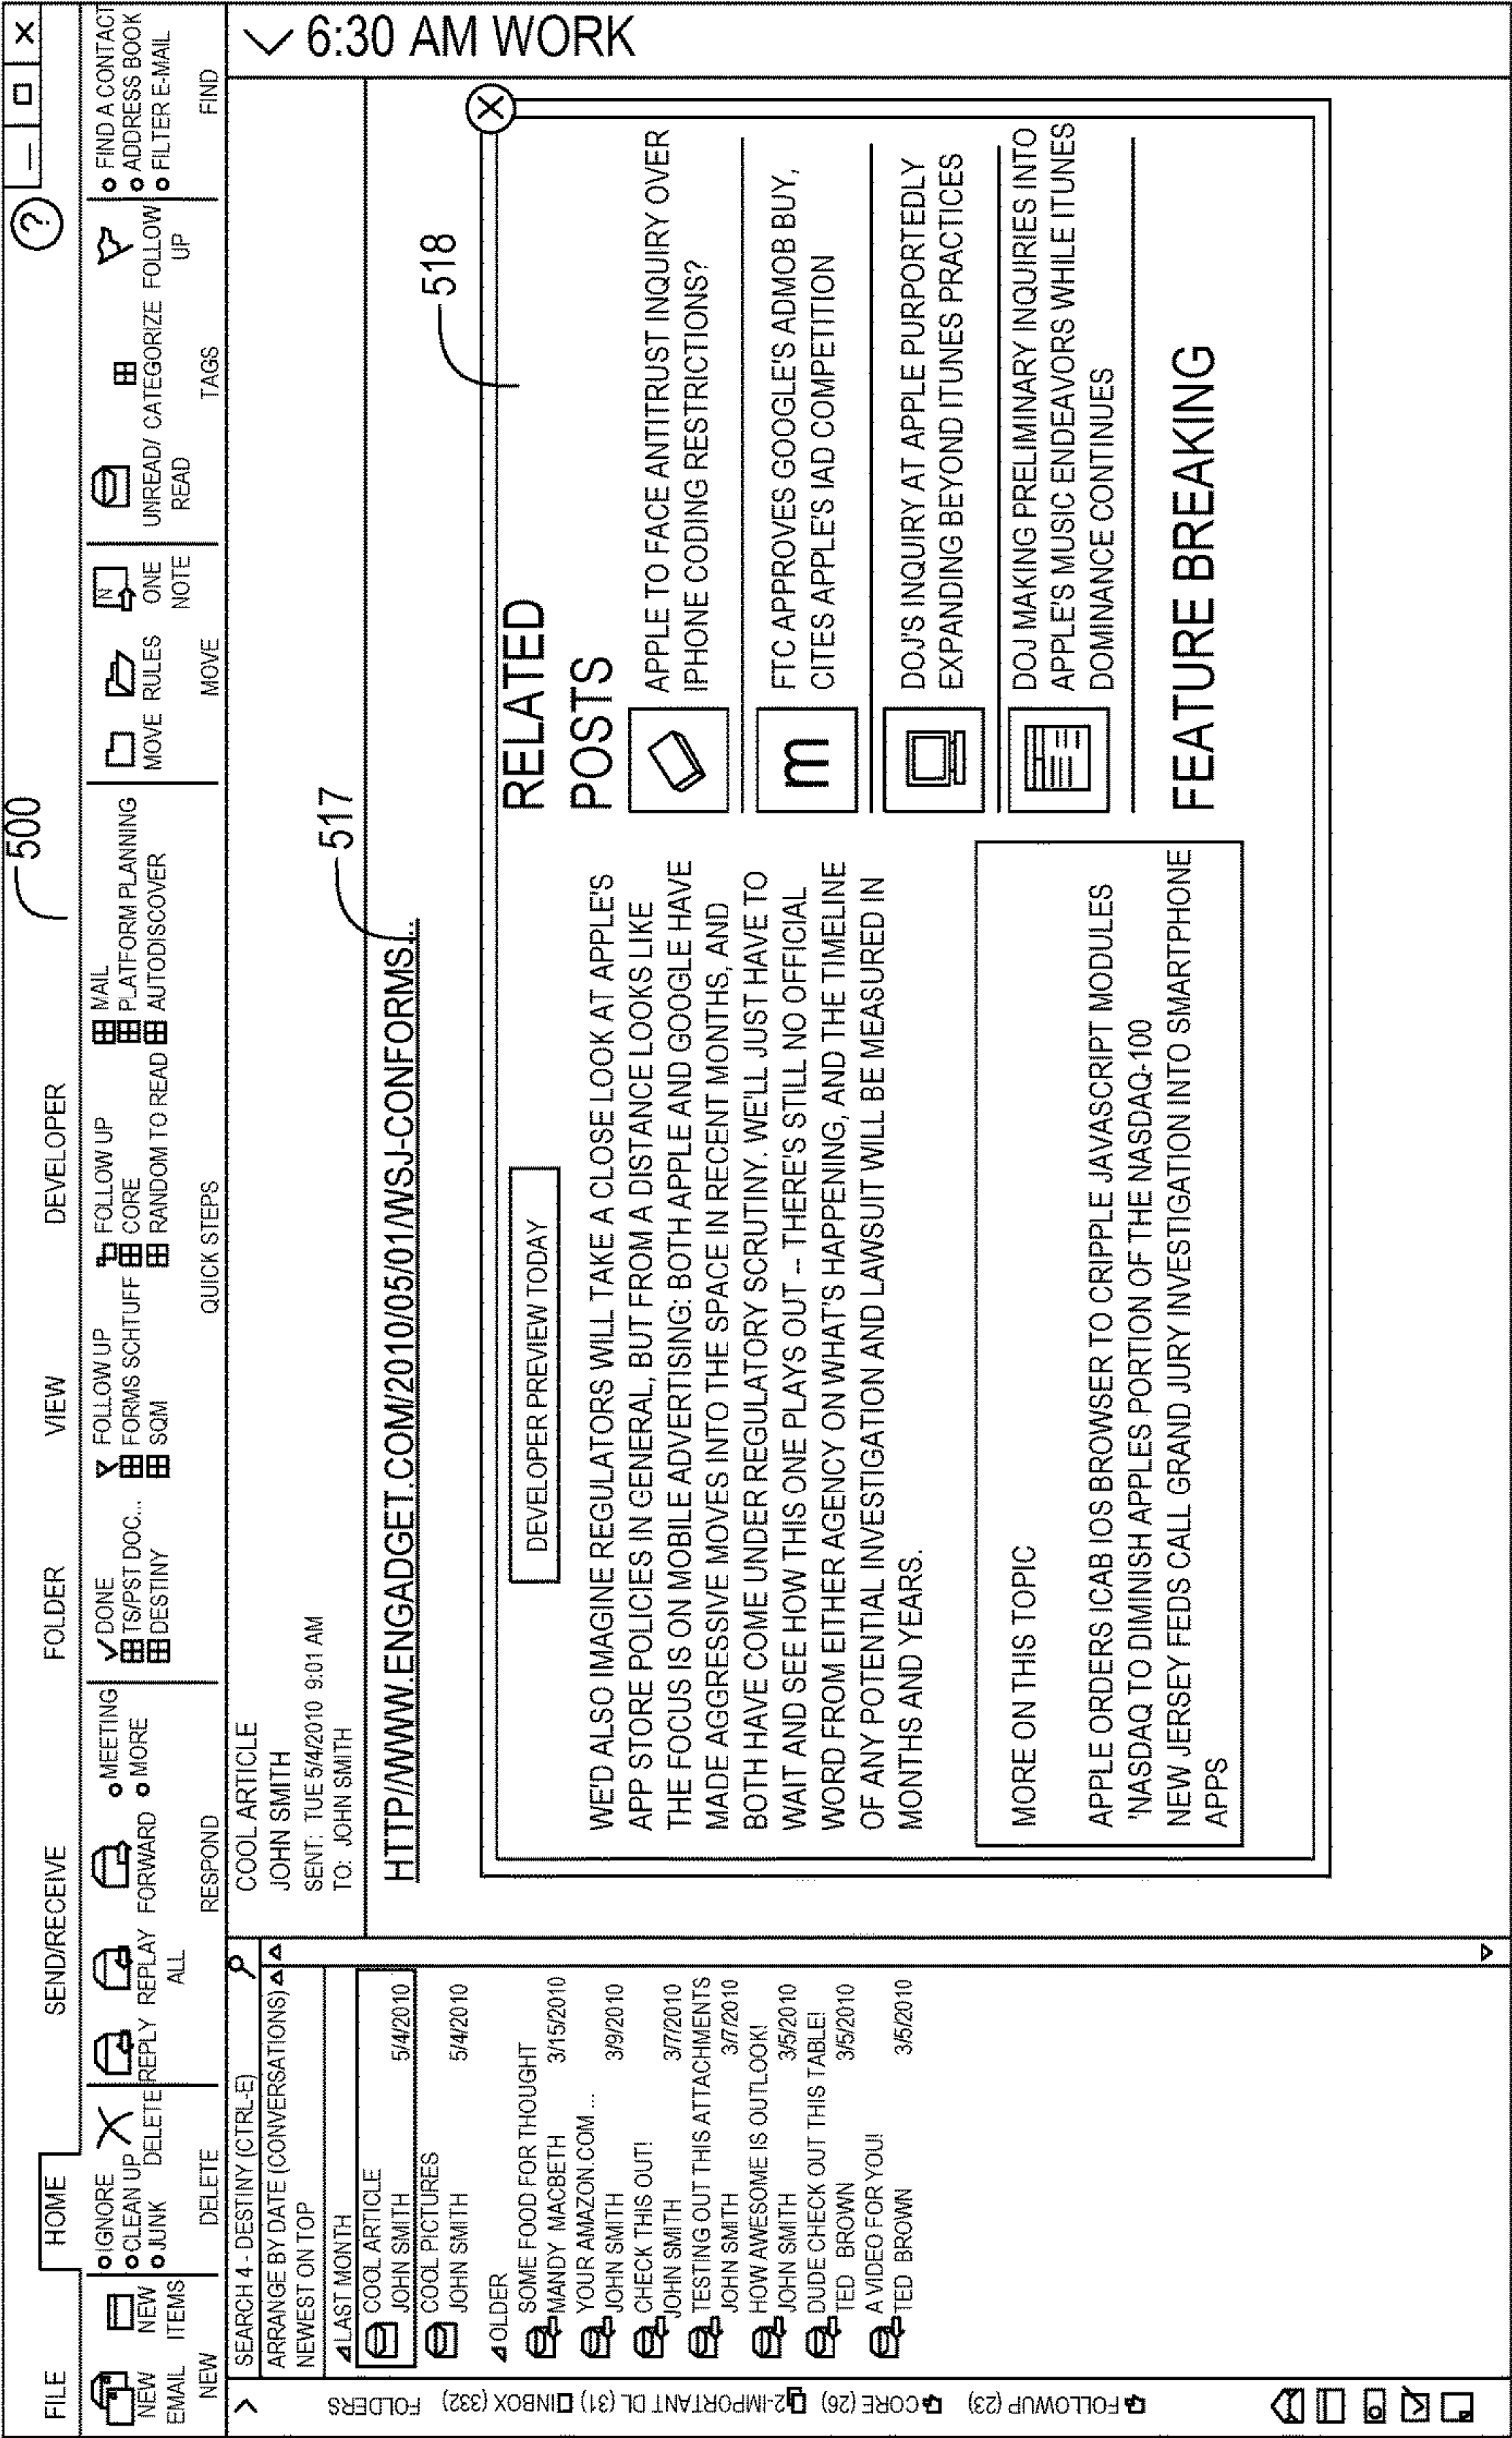 500
?
FILE
HOME
SEND/RECEIVE
FOLDER
VIEW
DEVELOPER
NEW EMAIL
NEW ITEMS
NEW
IGNORE
CLEAN UP
JUNK
DELETE
DELETE
REPLY
REPLAY ALL
FORWARD
MEETING
MORE
RESPOND
DONE
TS/PST DOC...
DESTINY
FOLLOW UP
FORMS SCHTUFF
SQM
FOLLOW UP
CORE
RANDOM TO READ
MAIL
PLATFORM PLANNING
AUTODISCOVER
QUICK STEPS
MOVE
RULES
N
ONE NOTE
MOVE
UNREAD/ READ
CATEGORIZE
FOLLOW UP
TAGS
FIND A CONTACT
ADDRESS BOOK
FILTER E-MAIL
FIND
FOLDERS
INBOX (332)
2-IMPORTANT DL (31)
CORE (26)
FOLLOWUP (23)
SEARCH 4 - DESTINY (CTRL-E)
ARRANGE BY DATE (CONVERSATIONS)
NEWEST ON TOP
LAST MONTH
COOL ARTICLE
JOHN SMITH 5/4/2010
COOL PICTURES
JOHN SMITH 5/4/2010
OLDER
SOME FOOD FOR THOUGHT
MANDY MACBETH 3/15/2010
YOUR AMAZON.COM ...
JOHN SMITH 3/9/2010
CHECK THIS OUT!
JOHN SMITH 3/7/2010
TESTING OUT THIS ATTACHMENTS
JOHN SMITH 3/7/2010
HOW AWESOME IS OUTLOOK!
JOHN SMITH 3/5/2010
DUDE CHECK OUT THIS TABLE!
TED BROWN 3/5/2010
A VIDEO FOR YOU!
TED BROWN 3/5/2010
COOL ARTICLE
JOHN SMITH
SENT: TUE 5/4/2010 9:01 AM
TO: JOHN SMITH
517
HTTP//WWW.ENGADGET.COM/2010/05/01/WSJ-CONFORMS...
518
DEVELOPER PREVIEW TODAY
WE'D ALSO IMAGINE REGULATORS WILL TAKE A CLOSE LOOK AT APPLE'S
APP STORE POLICIES IN GENERAL, BUT FROM A DISTANCE LOOKS LIKE
THE FOCUS IS ON MOBILE ADVERTISING: BOTH APPLE AND GOOGLE HAVE
MADE AGGRESSIVE MOVES INTO THE SPACE IN RECENT MONTHS, AND
BOTH HAVE COME UNDER REGULATORY SCRUTINY. WE'LL JUST HAVE TO
WAIT AND SEE HOW THIS ONE PLAYS OUT -- THERE'S STILL NO OFFICIAL
WORD FROM EITHER AGENCY ON WHAT'S HAPPENING, AND THE TIMELINE
OF ANY POTENTIAL INVESTIGATION AND LAWSUIT WILL BE MEASURED IN
MONTHS AND YEARS.
MORE ON THIS TOPIC
APPLE ORDERS ICAB IOS BROWSER TO CRIPPLE JAVASCRIPT MODULES
'NASDAQ TO DIMINISH APPLES PORTION OF THE NASDAQ-100
NEW JERSEY FEDS CALL GRAND JURY INVESTIGATION INTO SMARTPHONE
APPS
RELATED
POSTS
APPLE TO FACE ANTITRUST INQUIRY OVER
IPHONE CODING RESTRICTIONS?
m
FTC APPROVES GOOGLE'S ADMOB BUY,
CITES APPLE'S IAD COMPETITION
DOJ'S INQUIRY AT APPLE PURPORTEDLY
EXPANDING BEYOND ITUNES PRACTICES
DOJ MAKING PRELIMINARY INQUIRIES INTO
APPLE'S MUSIC ENDEAVORS WHILE ITUNES
DOMINANCE CONTINUES
FEATURE BREAKING
6:30 AM WORK